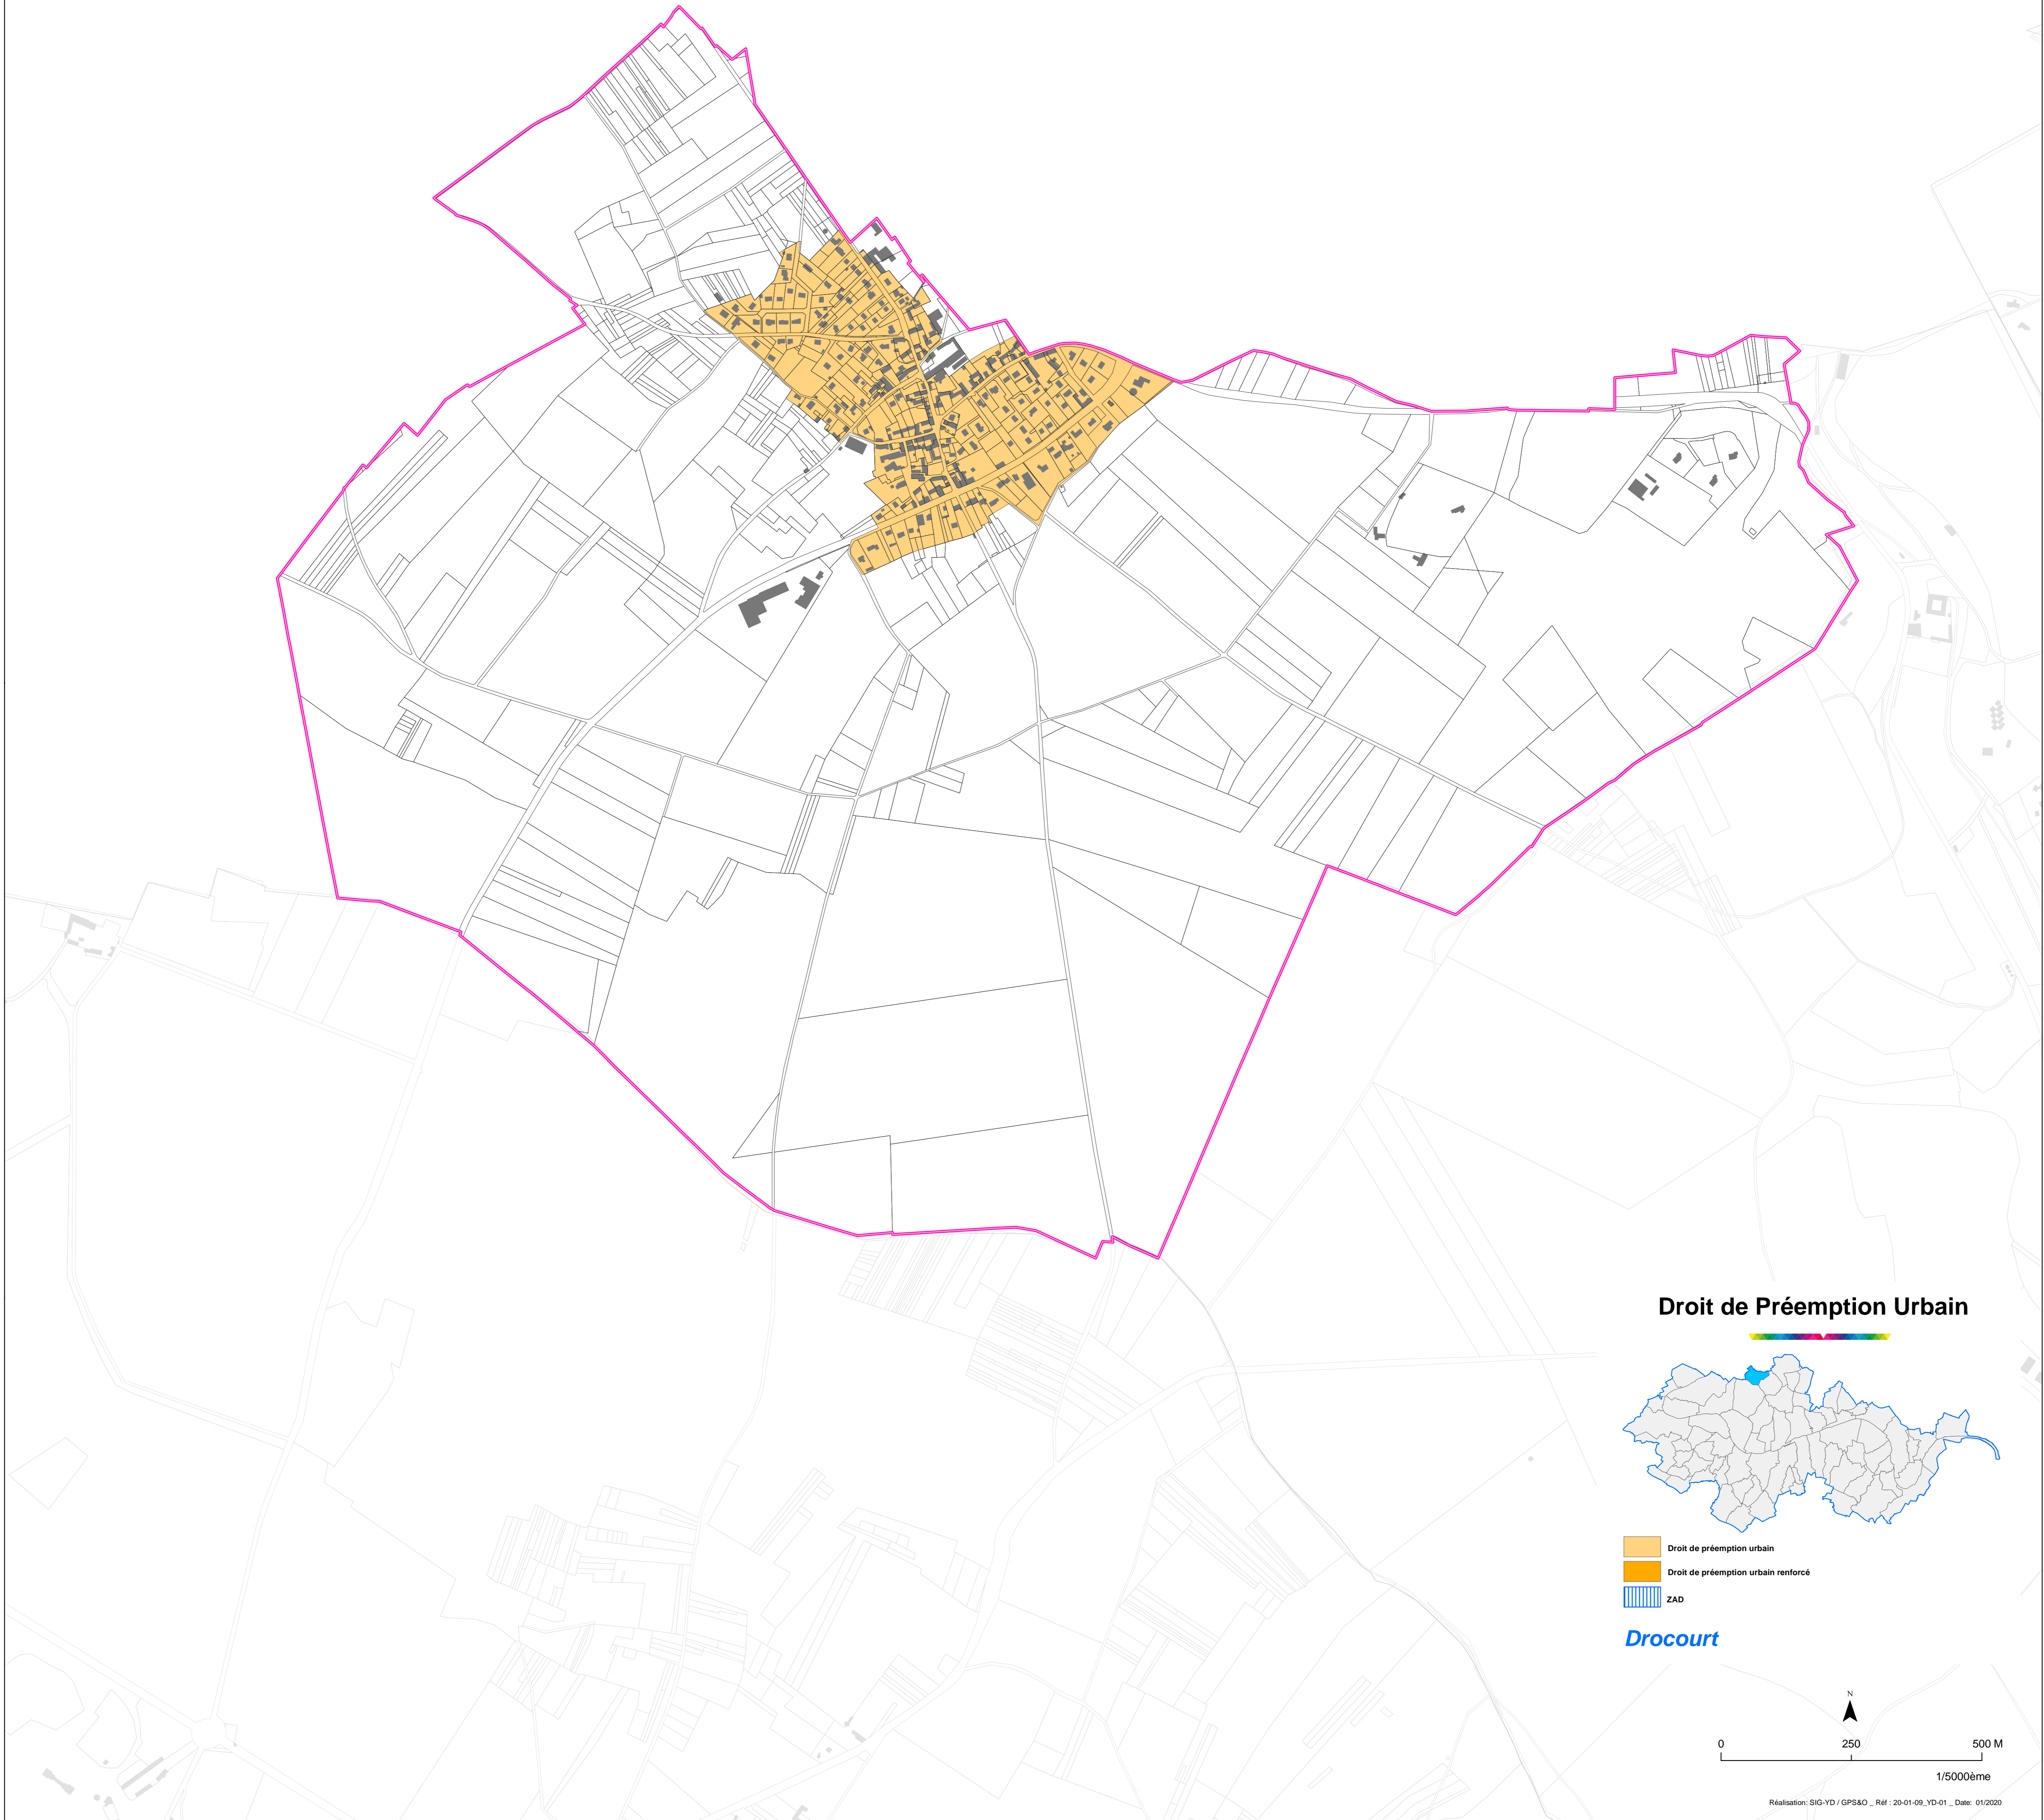 Droit de Préemption Urbain
Droit de préemption urbain
Droit de préemption urbain renforcé
ZAD
Drocourt
N
0 250 500 M
1/5000ème
Réalisation: SIG-YD / GPS&O _ Réf : 20-01-09_YD-01 _ Date: 01/2020